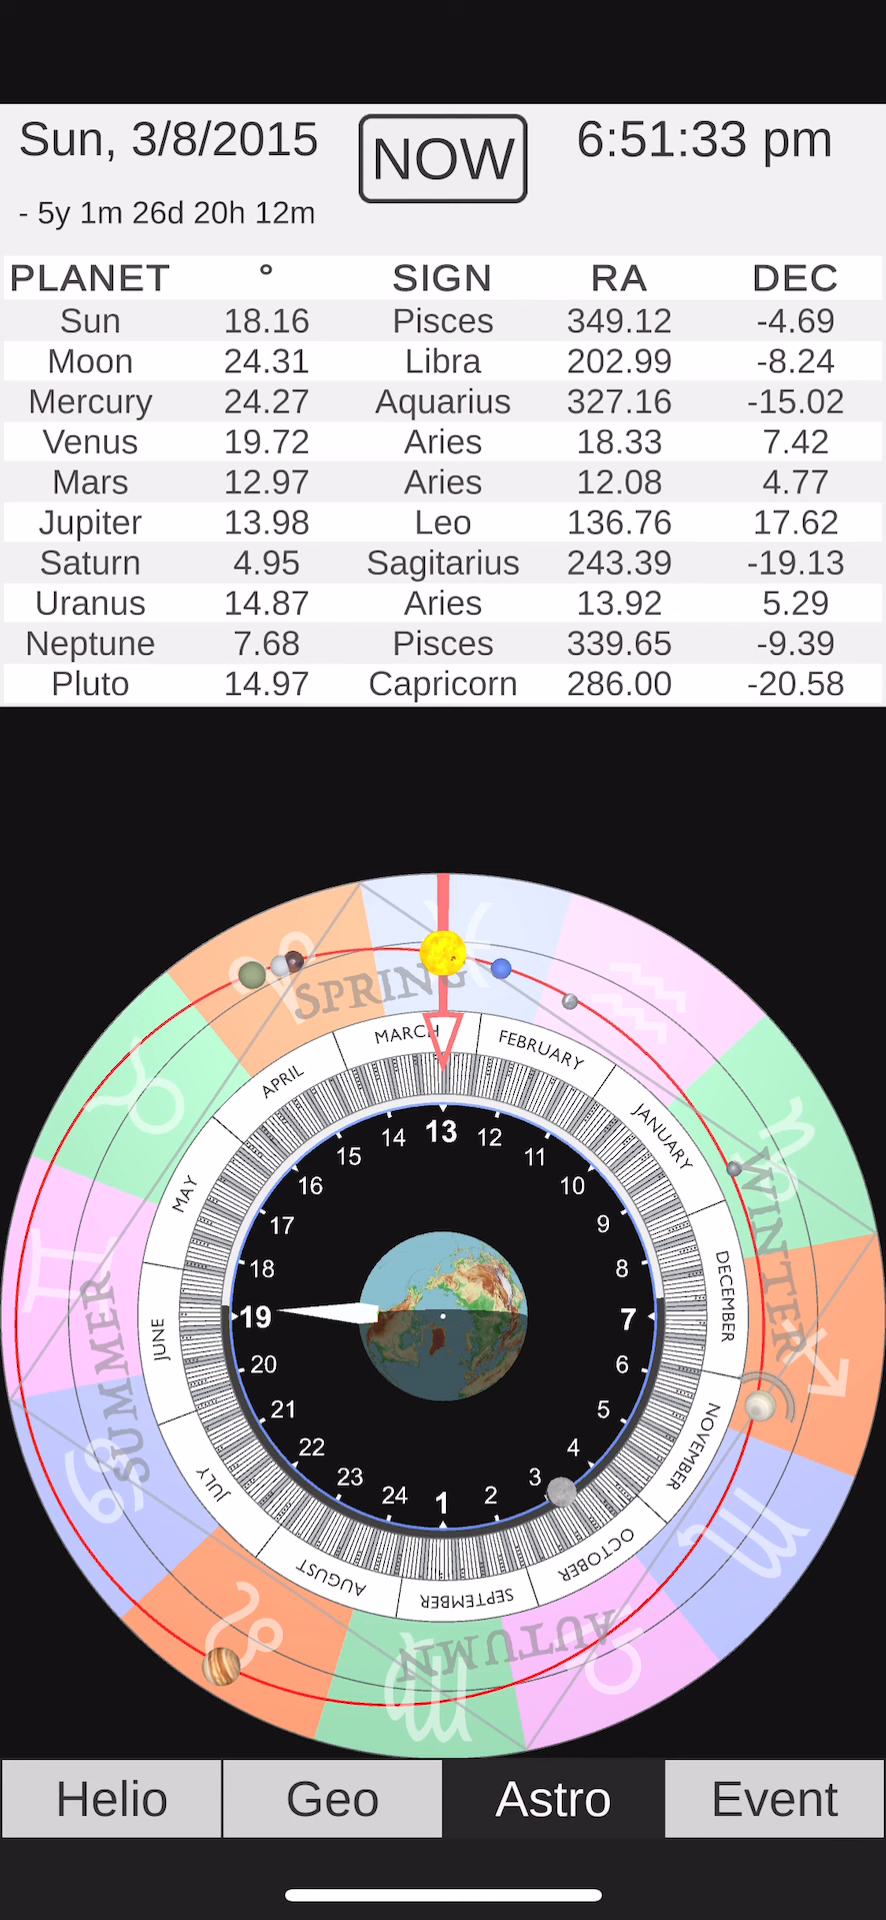 Sun, 3/8/2015 NOW 6:51:33 pm
- 5y 1m 26d 20h 12m
PLANET ° SIGN RA DEC
Sun 18.16 Pisces 349.12 -4.69
Moon 24.31 Libra 202.99 -8.24
Mercury 24.27 Aquarius 327.16 -15.02
Venus 19.72 Aries 18.33 7.42
Mars 12.97 Aries 12.08 4.77
Jupiter 13.98 Leo 136.76 17.62
Saturn 4.95 Sagitarius 243.39 -19.13
Uranus 14.87 Aries 13.92 5.29
Neptune 7.68 Pisces 339.65 -9.39
Pluto 14.97 Capricorn 286.00 -20.58
SPRING
WINTER
AUTUMN
SUMMER
MARCH
FEBRUARY
JANUARY
DECEMBER
NOVEMBER
OCTOBER
SEPTEMBER
AUGUST
JULY
JUNE
MAY
APRIL
13
12
11
10
9
8
7
6
5
4
3
2
1
24
23
22
21
20
19
18
17
16
15
14
Helio Geo Astro Event